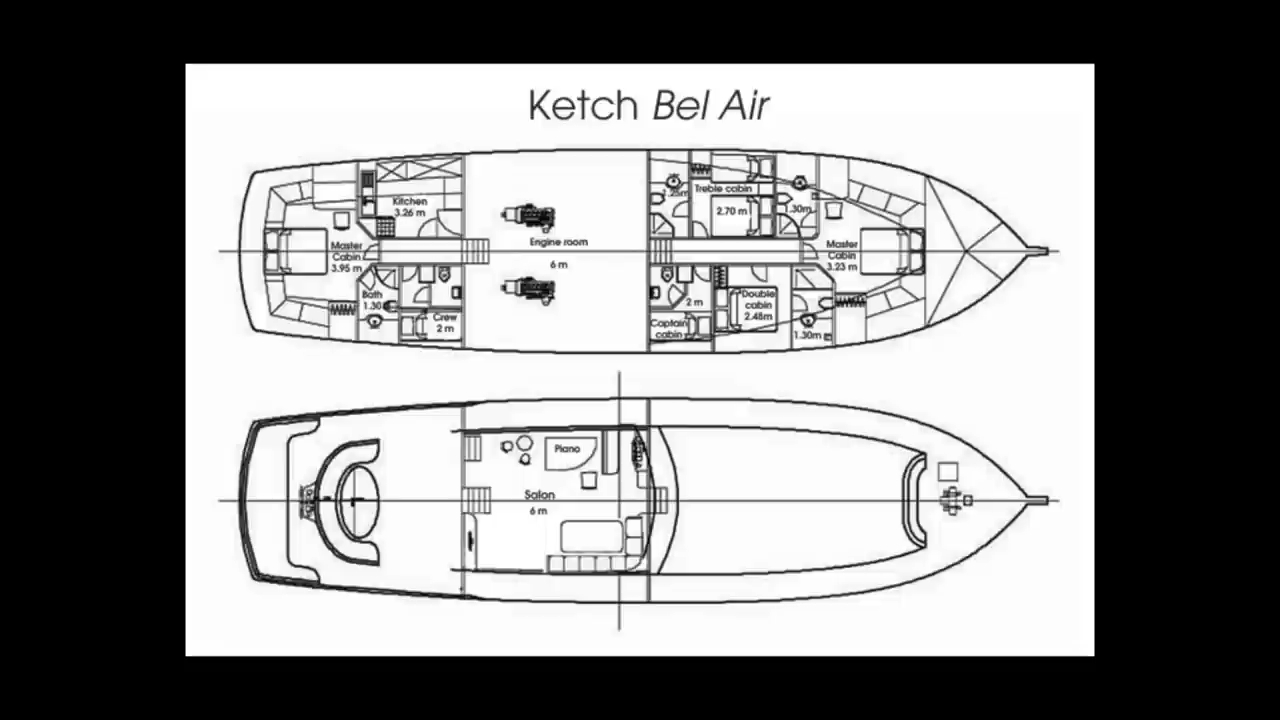 Ketch Bel Air
Kitchen
3.26 m
Master
Cabin
3.95 m
Bath
1.30
Crew
2 m
Engine room
6 m
1.25m
Treble cabin
2.70 m
1.30m
Master
Cabin
3.23 m
2 m
Captain
cabin
Double
cabin
2.48m
1.30m
Piano
Salon
6 m